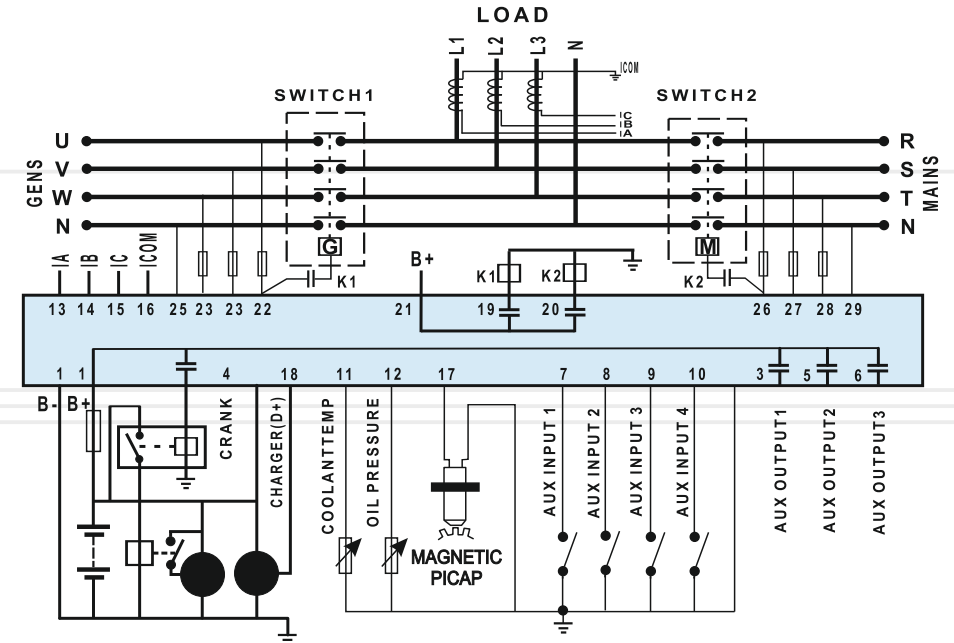 LOAD
L1 L2 L3 N
ICOM
SWITCH1 SWITCH2
IC
IB
IA
U R
V S
W T
N N
GENS MAINS
G M
IA IB IC ICOM
K1 B+ K1 K2 K2
13 14 15 16 25 23 23 22 21 19 20 26 27 28 29
1 1 4 18 11 12 17 7 8 9 10 3 5 6
B- B+
CRANK
CHARGER(D+)
COOLANTTEMP
OIL PRESSURE
MAGNETIC
PICAP
AUX INPUT 1
AUX INPUT 2
AUX INPUT 3
AUX INPUT 4
AUX OUTPUT1
AUX OUTPUT2
AUX OUTPUT3